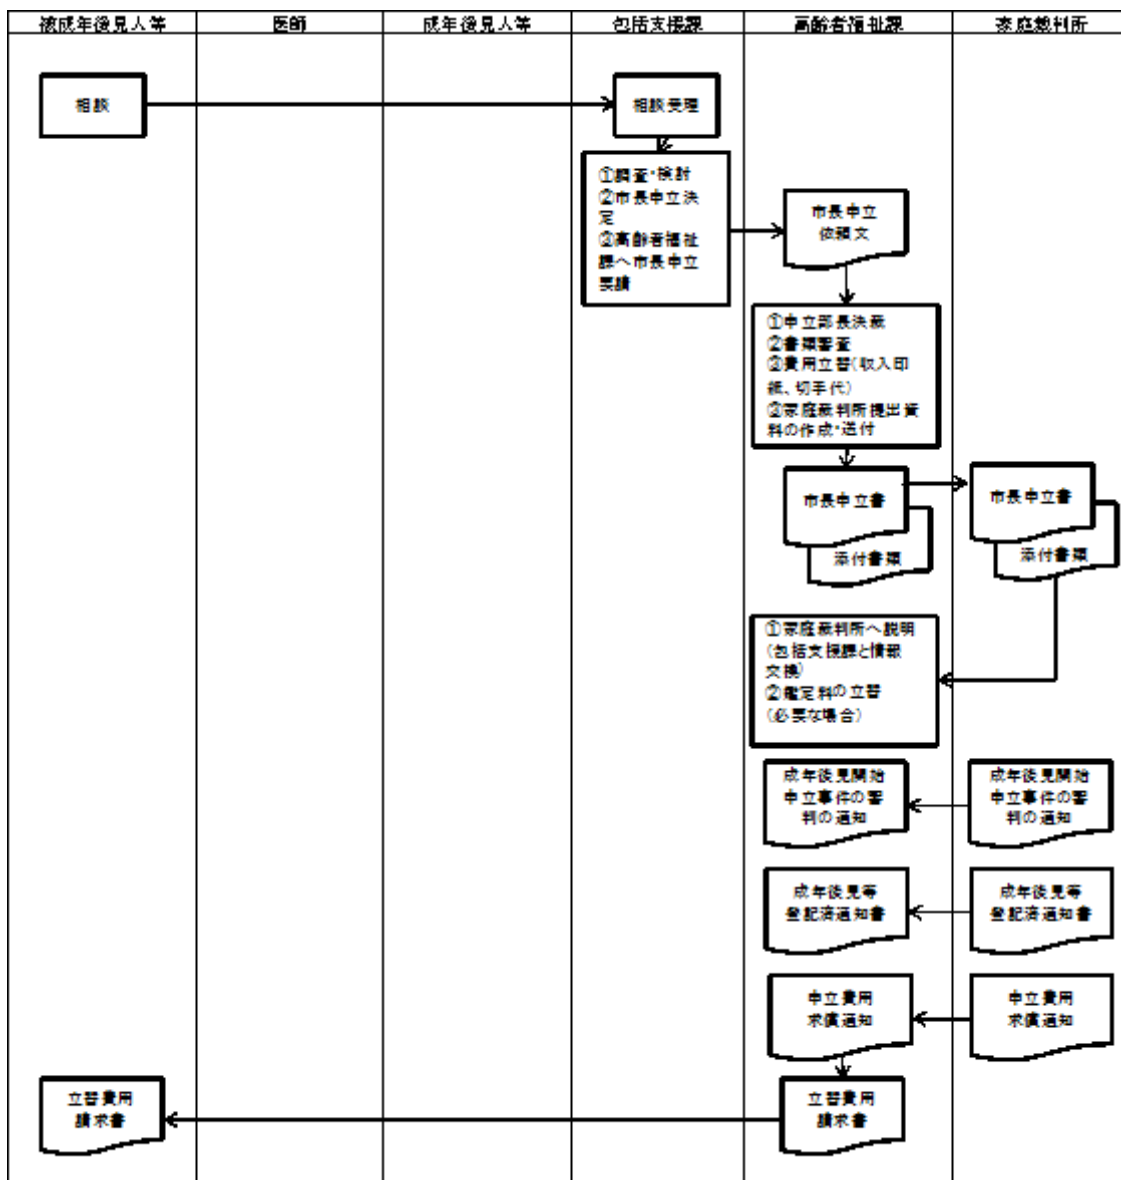 被成年後見人等
医師
成年後見人等
包括支援課
高齢者福祉課
家庭裁判所
相談
相談受理
①調査・検討
②市長申立決
定
③高齢者福祉
課へ市長申立
要請
市長申立
依頼文
①申立部長決裁
②書類審査
③費用立替(収入印
紙、切手代)
②家庭裁判所提出資
料の作成・送付
市長申立書
添付書類
市長申立書
添付書類
①家庭裁判所へ説明
(包括支援課と情報
交換)
②鑑定料の立替
(必要な場合)
成年後見開始
申立事件の審
判の通知
成年後見開始
申立事件の審
判の通知
成年後見等
登記済通知書
成年後見等
登記済通知書
申立費用
求償通知
申立費用
求償通知
立替費用
請求書
立替費用
請求書